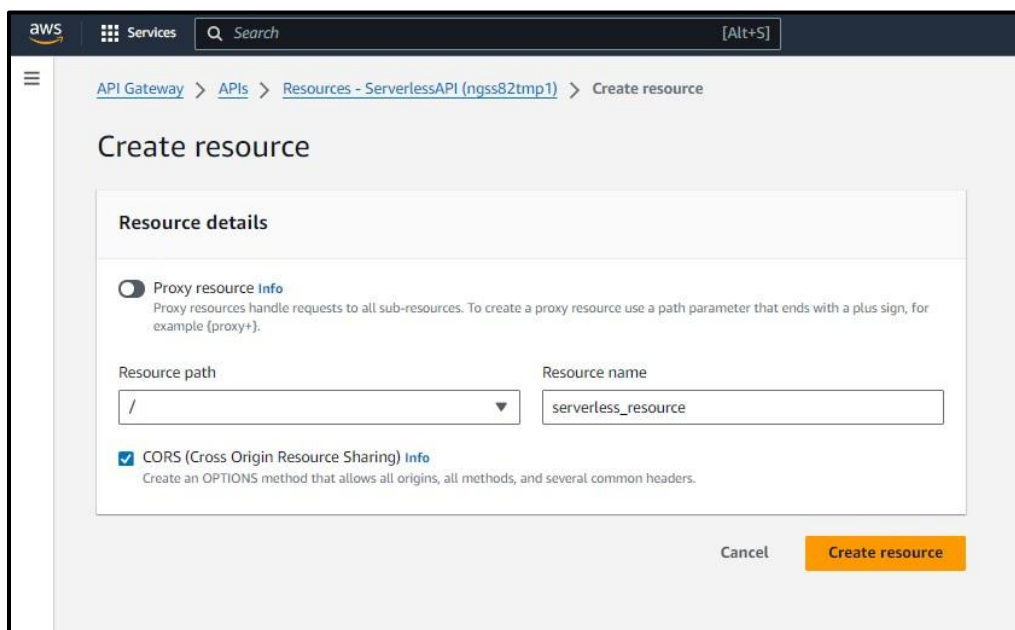 aws Services Search [Alt+S]
API Gateway > APIs > Resources - ServerlessAPI (ngss82tmp1) > Create resource
Create resource
Resource details
Proxy resource Info
Proxy resources handle requests to all sub-resources. To create a proxy resource use a path parameter that ends with a plus sign, for
example {proxy+}.
Resource path Resource name
/ serverless_resource
CORS (Cross Origin Resource Sharing) Info
Create an OPTIONS method that allows all origins, all methods, and several common headers.
Cancel Create resource